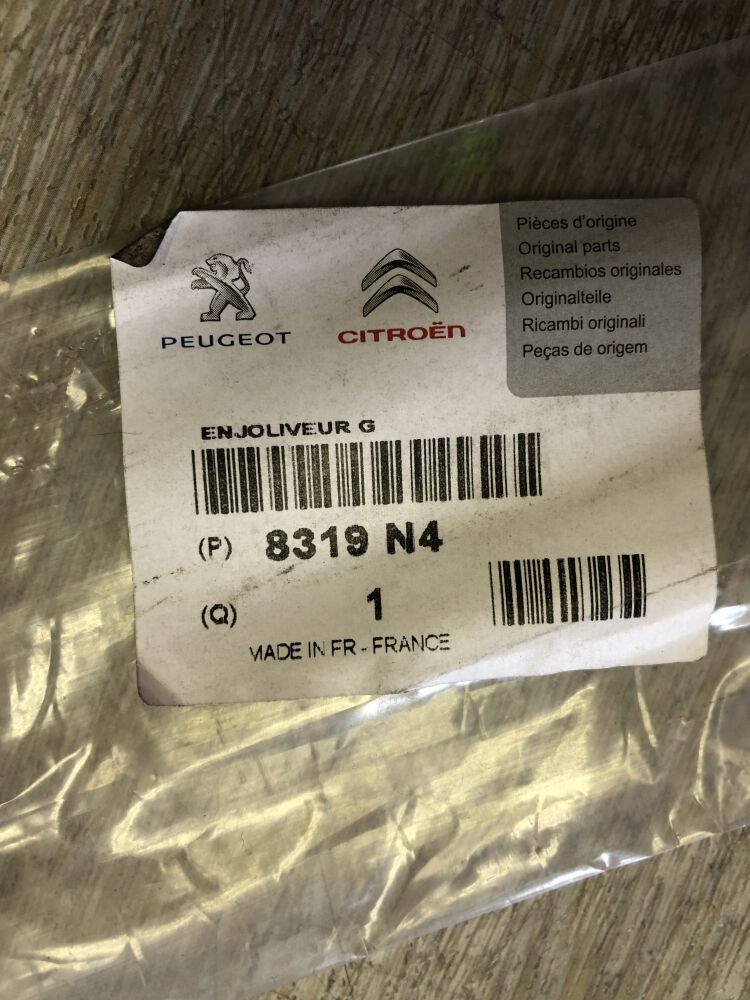 PEUGEOT
CITROËN
Pièces d'origine
Original parts
Recambios originales
Originalteile
Ricambi originali
Peças de origem
ENJOLIVEUR G
(P) 8319 N4
(Q) 1
MADE IN FR - FRANCE